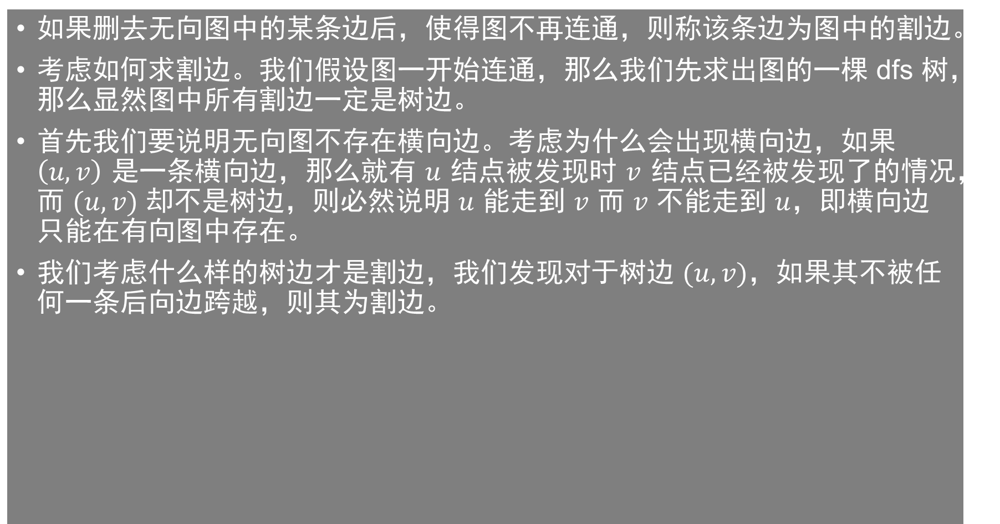 • 如果删去无向图中的某条边后，使得图不再连通，则称该条边为图中的割边。
• 考虑如何求割边。我们假设图一开始连通，那么我们先求出图的一棵 dfs 树，
那么显然图中所有割边一定是树边。
• 首先我们要说明无向图不存在横向边。考虑为什么会出现横向边，如果
(u, v) 是一条横向边，那么就有 u 结点被发现时 v 结点已经被发现了的情况，
而 (u, v) 却不是树边，则必然说明 u 能走到 v 而 v 不能走到 u，即横向边
只能在有向图中存在。
• 我们考虑什么样的树边才是割边，我们发现对于树边 (u, v)，如果其不被任
何一条后向边跨越，则其为割边。